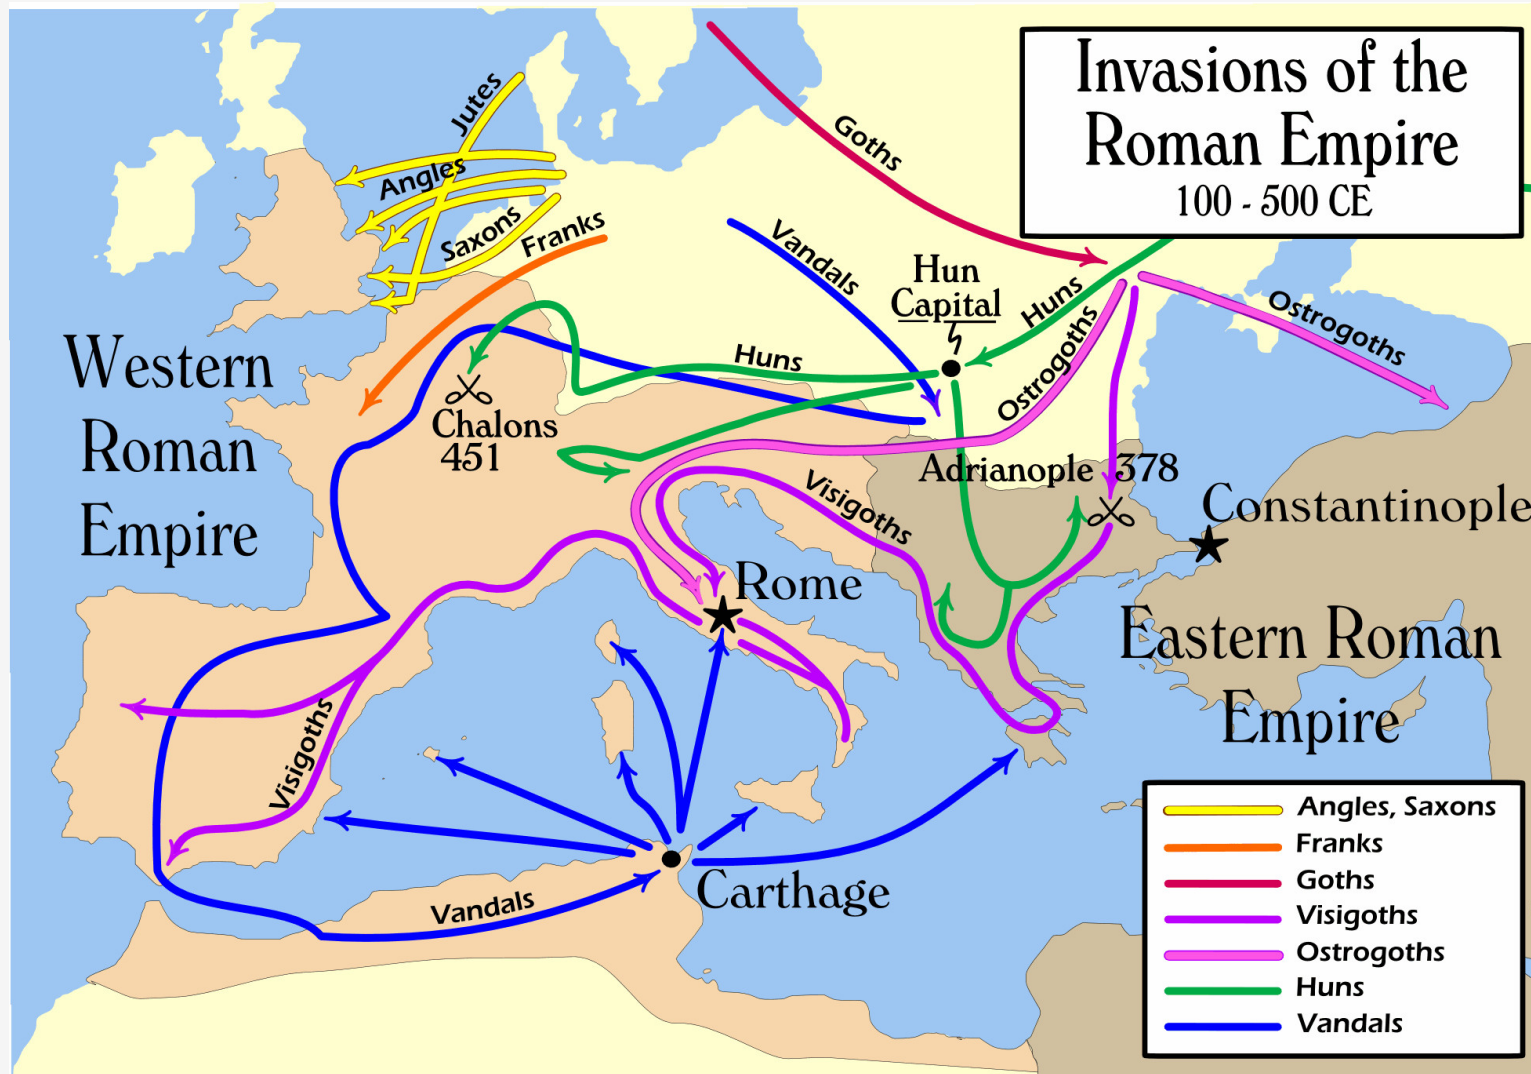 Invasions of the
Roman Empire
100 - 500 CE
Jutes
Angles
Saxons
Franks
Goths
Vandals
Hun
Capital
Huns
Ostrogoths
Ostrogoths
Huns
Western
Roman
Empire
Chalons
451
Adrianople 378
Visigoths
Constantinople
Rome
Eastern Roman
Empire
Visigoths
Carthage
Vandals
Angles, Saxons
Franks
Goths
Visigoths
Ostrogoths
Huns
Vandals